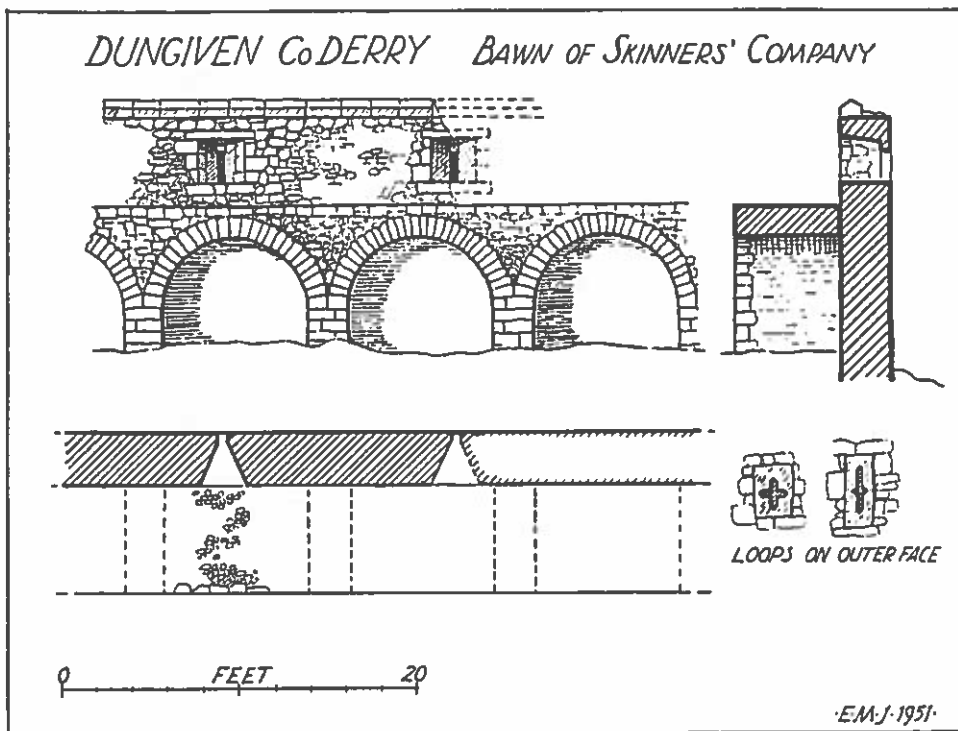 DUNGIVEN Co DERRY BAWN OF SKINNERS' COMPANY
LOOPS ON OUTER FACE
0 FEET 20
·E.M.J·1951·